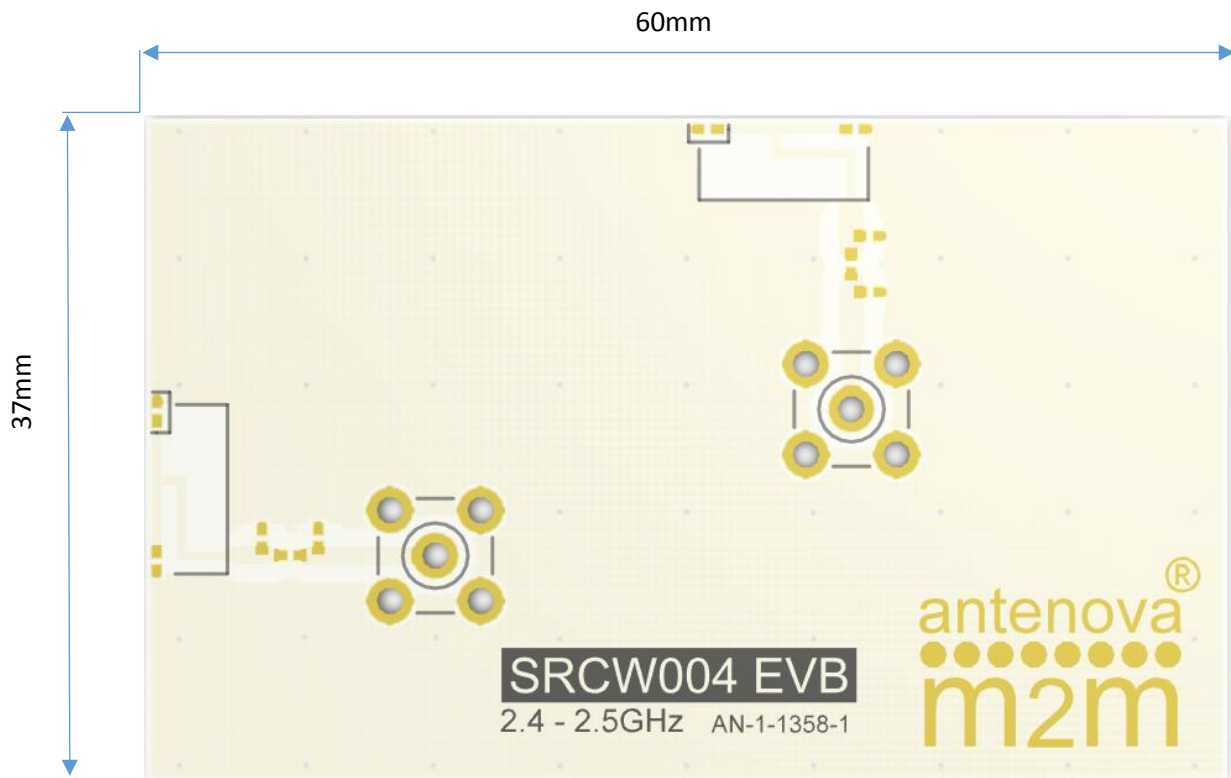 60mm
37mm
®
antenova
m2m
SRCW004 EVB
2.4 - 2.5GHz AN-1-1358-1